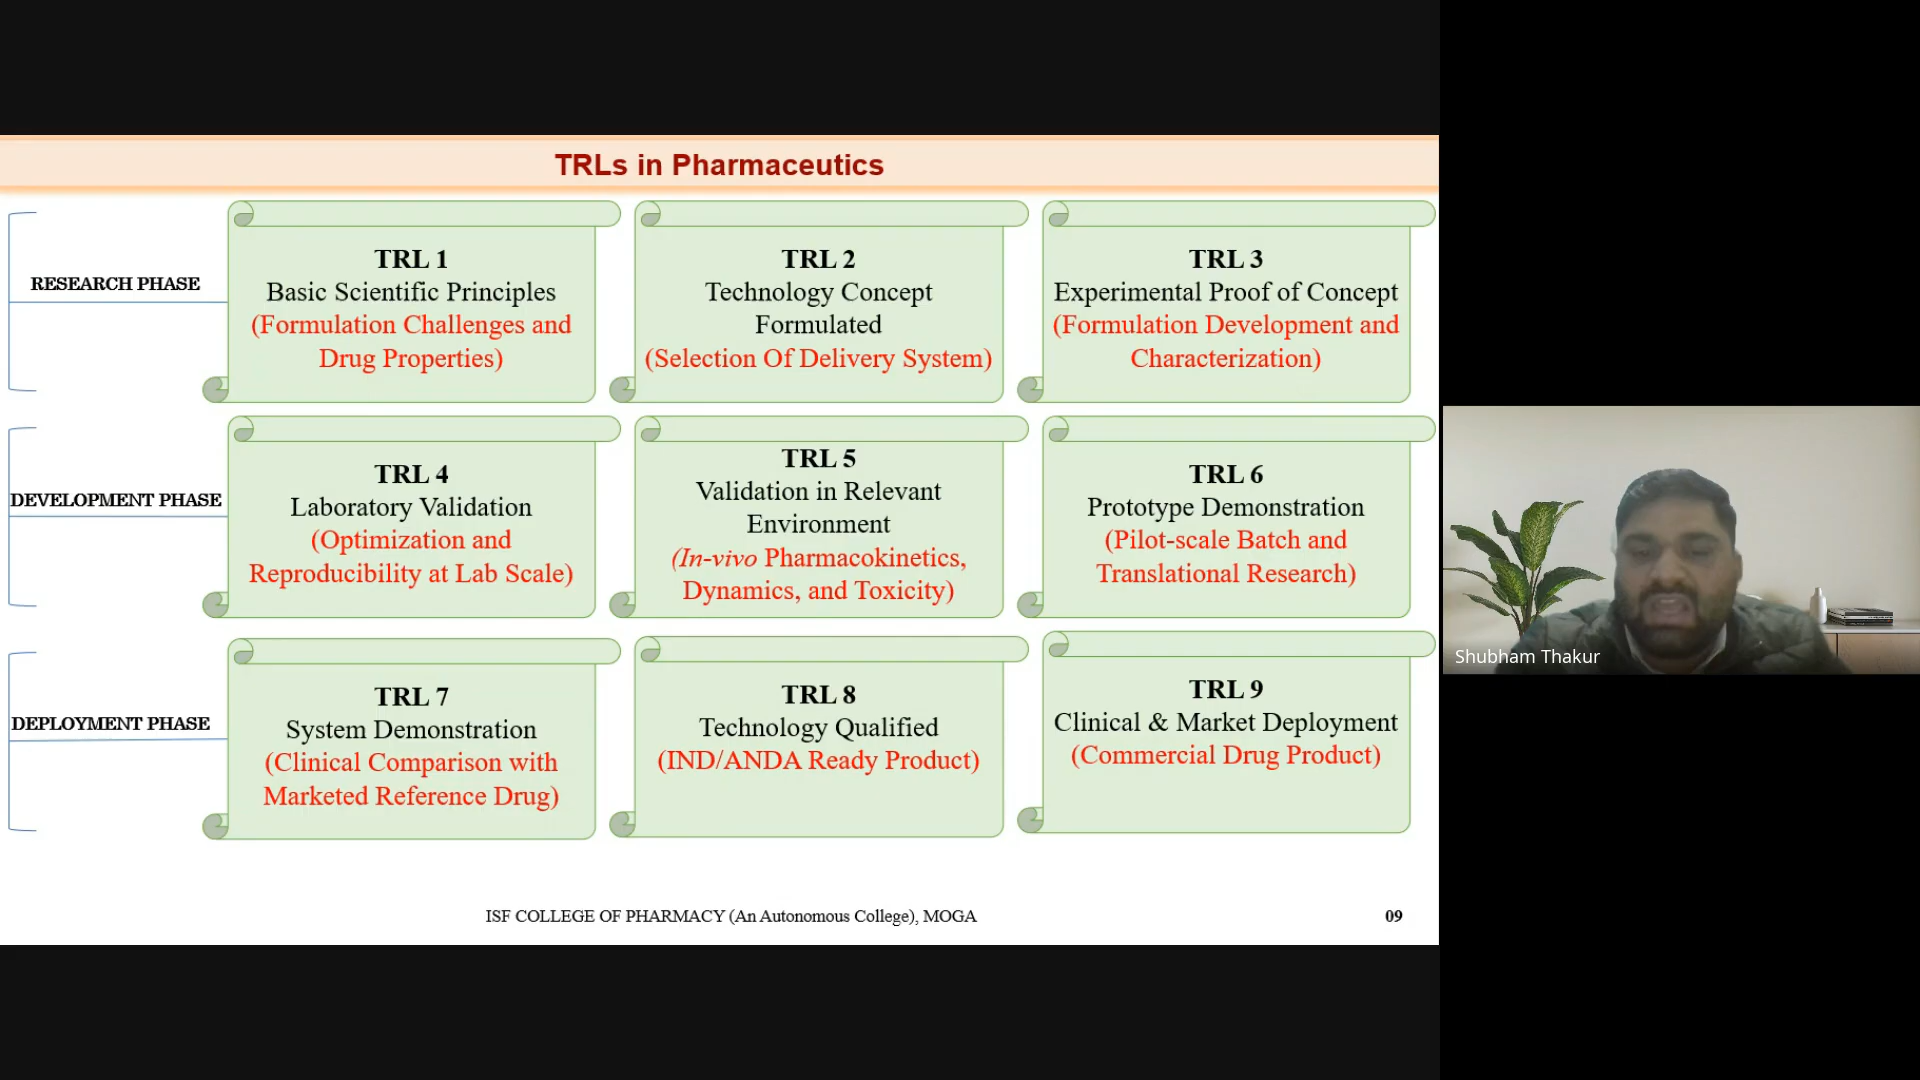 TRLs in Pharmaceutics
RESEARCH PHASE
TRL 1
Basic Scientific Principles
(Formulation Challenges and
Drug Properties)
TRL 2
Technology Concept
Formulated
(Selection Of Delivery System)
TRL 3
Experimental Proof of Concept
(Formulation Development and
Characterization)
DEVELOPMENT PHASE
TRL 4
Laboratory Validation
(Optimization and
Reproducibility at Lab Scale)
TRL 5
Validation in Relevant
Environment
(In-vivo Pharmacokinetics,
Dynamics, and Toxicity)
TRL 6
Prototype Demonstration
(Pilot-scale Batch and
Translational Research)
DEPLOYMENT PHASE
TRL 7
System Demonstration
(Clinical Comparison with
Marketed Reference Drug)
TRL 8
Technology Qualified
(IND/ANDA Ready Product)
TRL 9
Clinical & Market Deployment
(Commercial Drug Product)
ISF COLLEGE OF PHARMACY (An Autonomous College), MOGA
09
Shubham Thakur